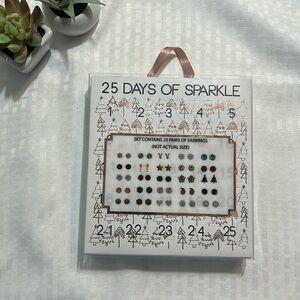 25 DAYS OF SPARKLE
1 2 3 4 5
SET CONTAINS 25 PAIRS OF EARRINGS
(NOT ACTUAL SIZE)
21 22 23 24 25